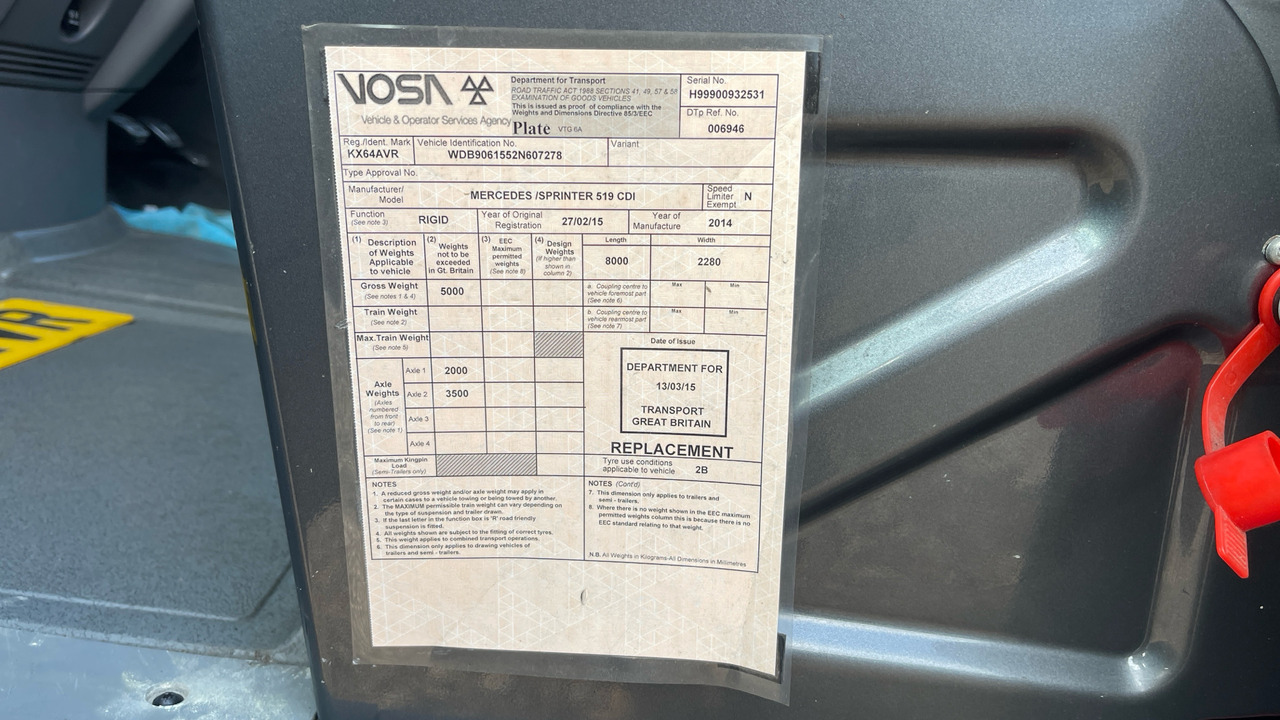 VOSA
Vehicle & Operator Services Agency
Department for Transport
ROAD TRAFFIC ACT 1988 SECTIONS 41, 49, 57 & 58
EXAMINATION OF GOODS VEHICLES
This is issued as proof of compliance with the
Weights and Dimensions Directive 85/3/EEC
Plate VTG 6A
Serial No.
H99900932531
DTp Ref. No.
006946
Reg./Ident. Mark
KX64AVR
Vehicle Identification No.
WDB9061552N607278
Variant
Type Approval No.
Manufacturer/
Model
MERCEDES /SPRINTER 519 CDI
Speed
Limiter
Exempt
N
Function
(See note 3)
RIGID
Year of Original
Registration
27/02/15
Year of
Manufacture
2014
(1) Description
of Weights
Applicable
to vehicle
(2) Weights
not to be
exceeded
in Gt. Britain
(3) EEC
Maximum
permitted
weights
(See note 8)
(4) Design
Weights
(if higher than
shown in
column 2)
Length
8000
Width
2280
Gross Weight
(See notes 1 & 4)
5000
a. Coupling centre to
vehicle foremost part
(See note 6)
Max
Min
Train Weight
(See note 2)
b. Coupling centre to
vehicle rearmost part
(See note 7)
Max
Min
Max.Train Weight
(See note 5)
Axle
Weights
(Axles
numbered
from front
to rear)
(See note 1)
Axle 1
2000
Axle 2
3500
Axle 3
Axle 4
Maximum Kingpin
Load
(Semi-Trailers only)
Date of Issue
DEPARTMENT FOR
13/03/15
TRANSPORT
GREAT BRITAIN
REPLACEMENT
Tyre use conditions
applicable to vehicle
2B
NOTES
1. A reduced gross weight and/or axle weight may apply in
certain cases to a vehicle towing or being towed by another.
2. The MAXIMUM permissible train weight can vary depending on
the type of suspension and trailer drawn.
3. If the last letter in the function box is 'R' road friendly
suspension is fitted.
4. All weights shown are subject to the fitting of correct tyres.
5. This weight applies to combined transport operations.
6. This dimension only applies to drawing vehicles of
trailers and semi - trailers.
NOTES (Cont'd)
7. This dimension only applies to trailers and
semi - trailers.
8. Where there is no weight shown in the EEC maximum
permitted weights column this is because there is no
EEC standard relating to that weight.
N.B. All Weights in Kilograms-All Dimensions in Millimetres
VR